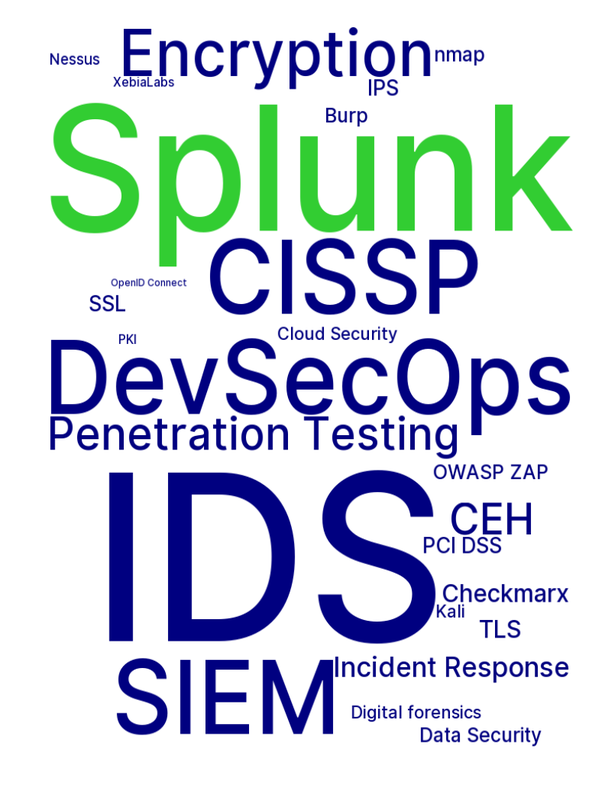 Encryption
nmap
Nessus
XebiaLabs
IPS
Burp
Splunk
CISSP
OpenID Connect
SSL
Cloud Security
PKI
DevSecOps
Penetration Testing
OWASP ZAP
IDS
CEH
PCI DSS
Checkmarx
Kali
TLS
Incident Response
SIEM
Digital forensics
Data Security